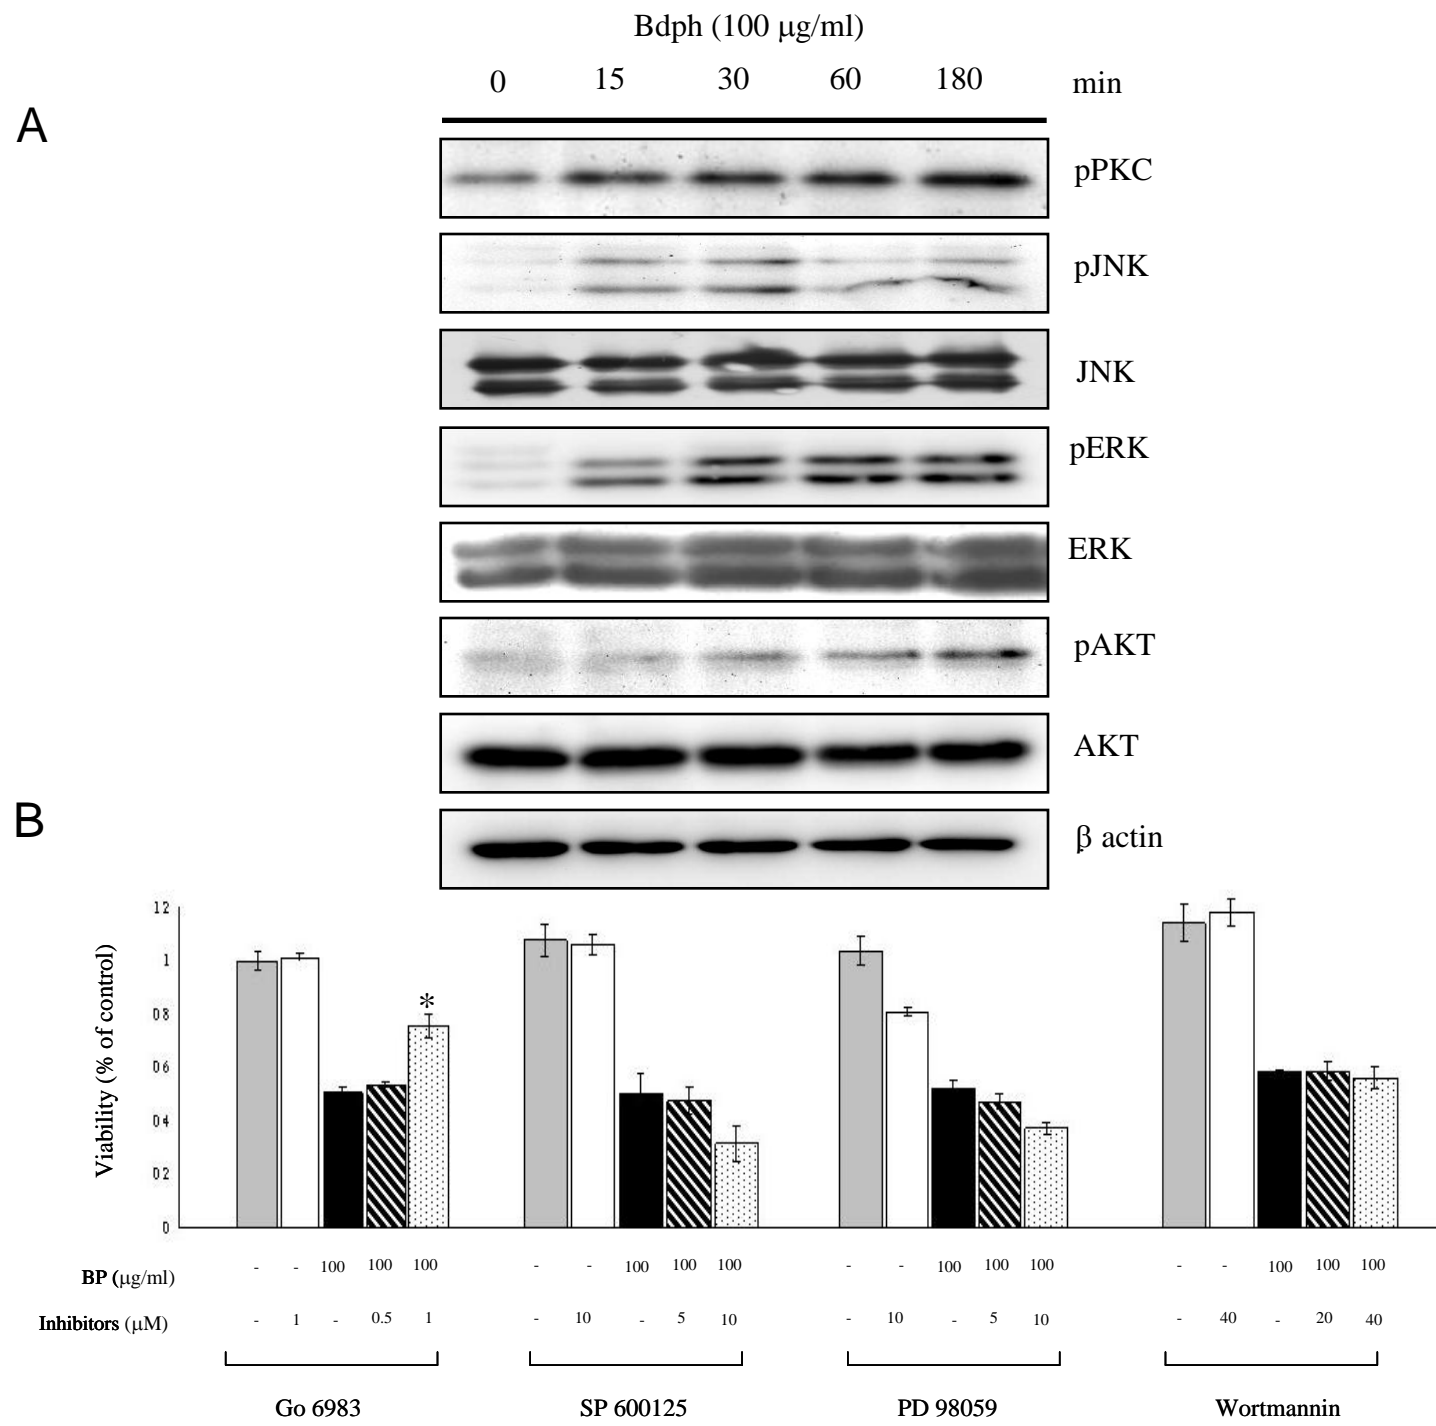 Bdph (100 μg/ml)
0 15 30 60 180 min
A
pPKC
pJNK
JNK
pERK
ERK
pAKT
AKT
B
β actin
12
1
08
06
04
02
0
Viability (% of control)
*
BP (μg/ml) - - 100 100 100 - - 100 100 100 - - 100 100 100 - - 100 100 100
Inhibitors (μM) - 1 - 0.5 1 - 10 - 5 10 - 10 - 5 10 - 40 - 20 40
Go 6983 SP 600125 PD 98059 Wortmannin